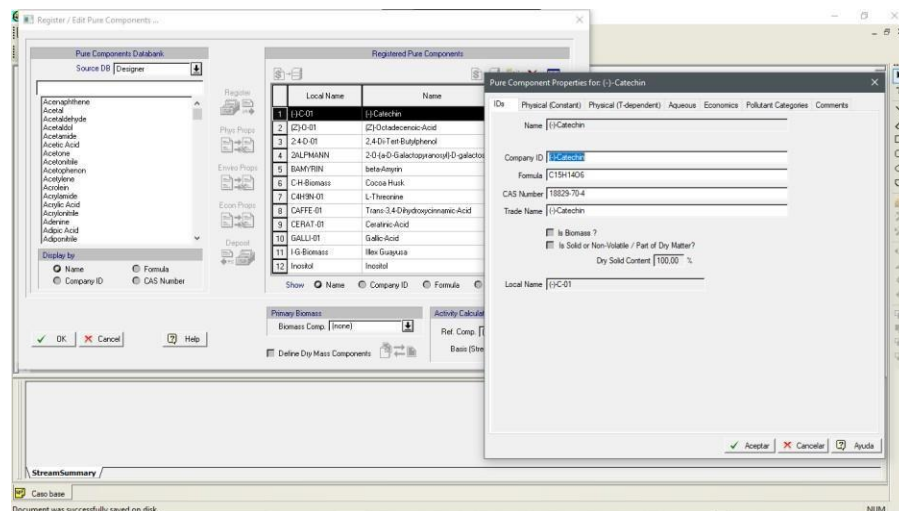 Register / Edit Pure Components ...
Pure Components Databank
Source DB Designer
Acenaphthene
Acetal
Acetaldehyde
Acetaldol
Acetamide
Acetic Acid
Acetone
Acetonitrile
Acetophenon
Acetylene
Acrolein
Acrylamide
Acrylic Acid
Acrylonitrile
Adenine
Adipic Acid
Adiponitrile
Display by
Name
Formula
Company ID
CAS Number
OK
Cancel
Help
Register
Phys Props
Enviro Props
Econ Props
Deposit
Registered Pure Components
Local Name Name
1 (-)-C-01 (-)-Catechin
2 (Z)-O-01 (Z)-Octadecenoic-Acid
3 2,4-D-01 2,4-Di-Tert-Butylphenol
4 2ALPMANN 2-O-(a-D-Galactopyranosyl)-D-galactos
5 BAMYRIN beta-Amyrin
6 C-H-Biomass Cocoa Husk
7 C4H9N-01 L-Threonine
8 CAFFE-01 Trans-3,4-Dihydroxycinnamic-Acid
9 CERAT-01 Ceratinic-Acid
10 GALLI-01 Gallic-Acid
11 I-G-Biomass Illex Guayusa
12 Inositol Inositol
Show Name Company ID Formula
Primary Biomass
Biomass Comp. (none)
Define Dry Mass Components
Activity Calculat
Ref. Comp.
Basis (Stre
Pure Component Properties for: (-)-Catechin
IDs Physical (Constant) Physical (T-dependent) Aqueous Economics Pollutant Categories Comments
Name (-)-Catechin
Company ID (-)-Catechin
Formula C15H14O6
CAS Number 18829-70-4
Trade Name (-)-Catechin
Is Biomass ?
Is Solid or Non-Volatile / Part of Dry Matter?
Dry Solid Content 100,00 %
Local Name (-)-C-01
Aceptar
Cancelar
Ayuda
StreamSummary
Caso base
Document was successfully saved on disk
NUM